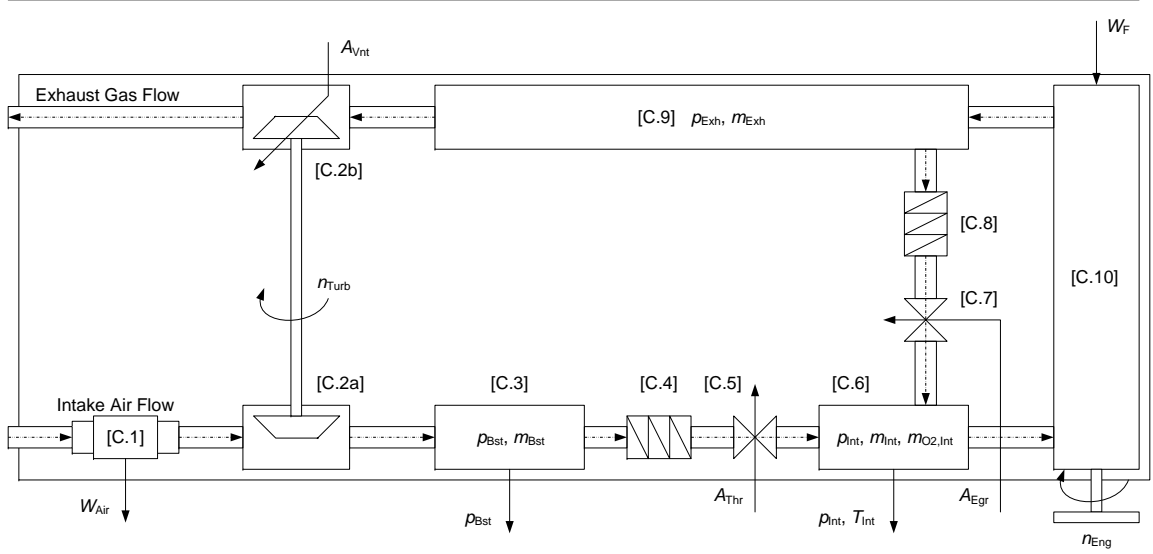 W_F
A_Vnt
Exhaust Gas Flow
[C.9] p_Exh, m_Exh
[C.2b]
[C.8]
n_Turb
[C.10]
[C.7]
[C.2a]
[C.3]
[C.4]
[C.5]
[C.6]
Intake Air Flow
[C.1]
p_Bst, m_Bst
p_Int, m_Int, m_O2,Int
W_Air
p_Bst
A_Thr
p_Int, T_Int
A_Egr
n_Eng